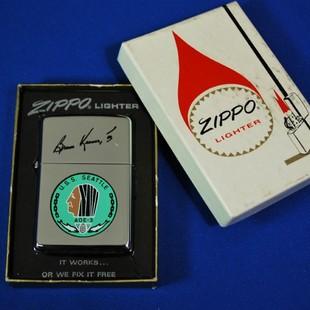 ZIPPO LIGHTER
U.S.S. SEATTLE
AOE-3
IT WORKS...
OR WE FIX IT FREE
ZIPPO
LIGHTER